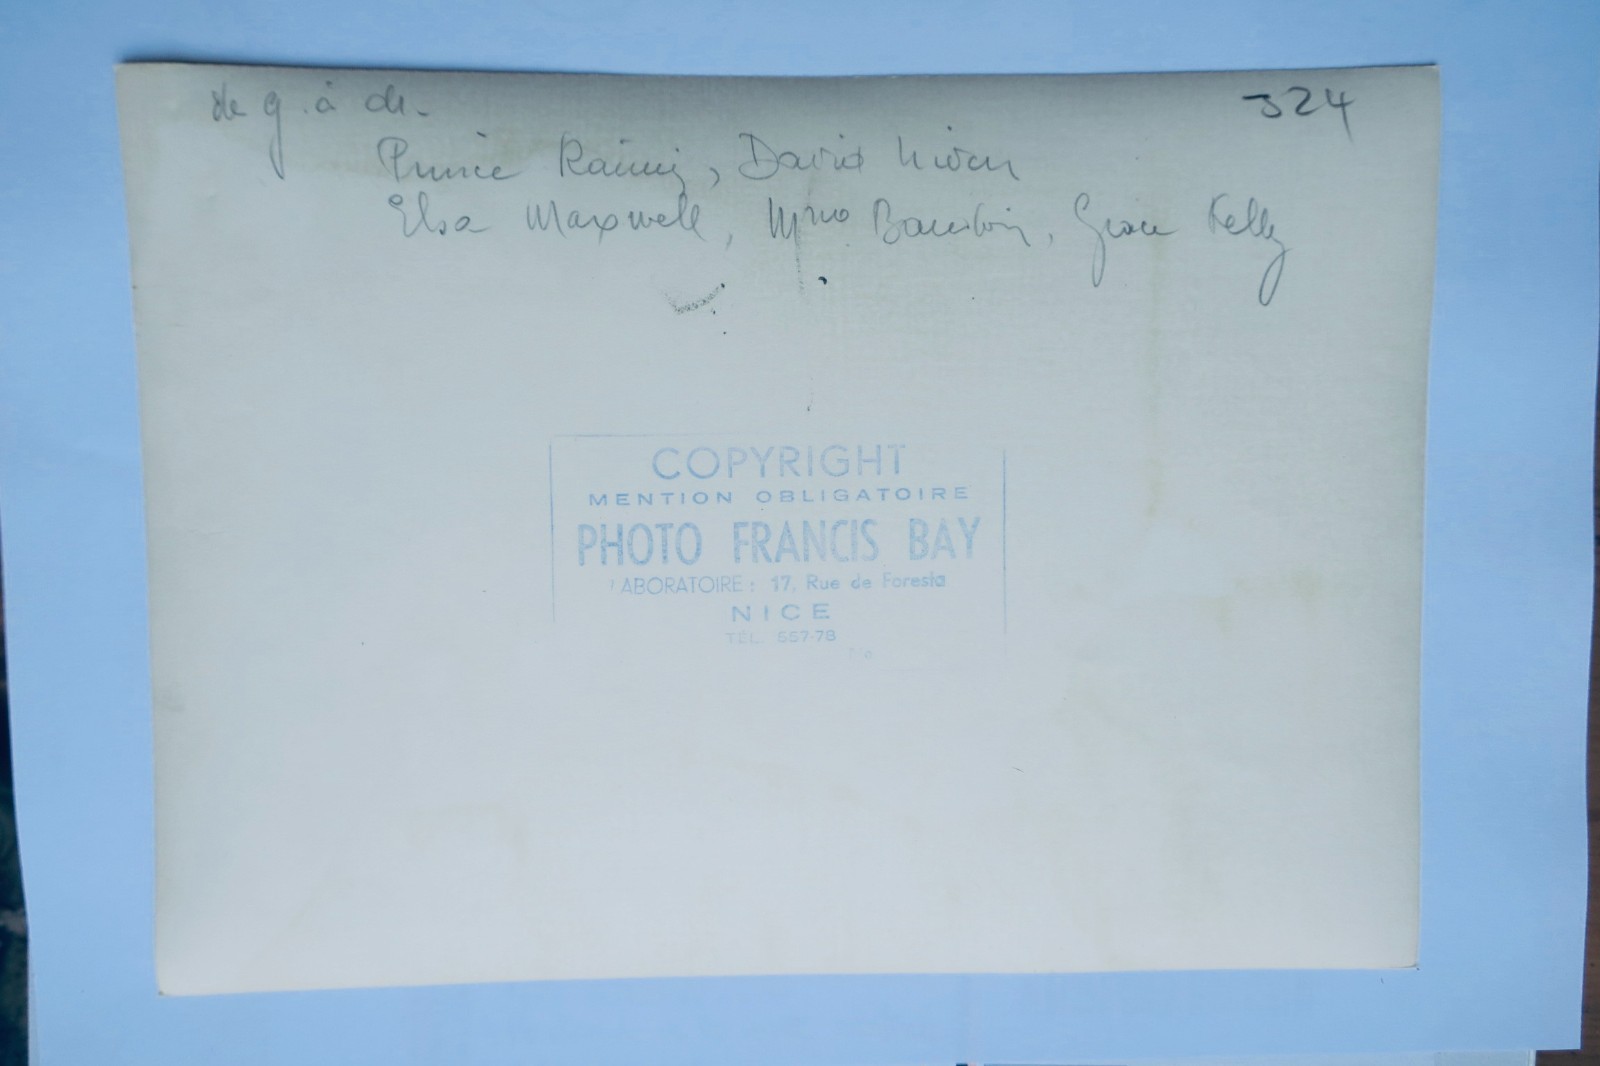 de g. à dr.
324
Prince Rainier, David Niven
Elsa Maxwell, Mme Baudoin, Grace Kelly
COPYRIGHT
MENTION OBLIGATOIRE
PHOTO FRANCIS BAY
LABORATOIRE : 17, Rue de Foresta
NICE
TÉL. 557-78